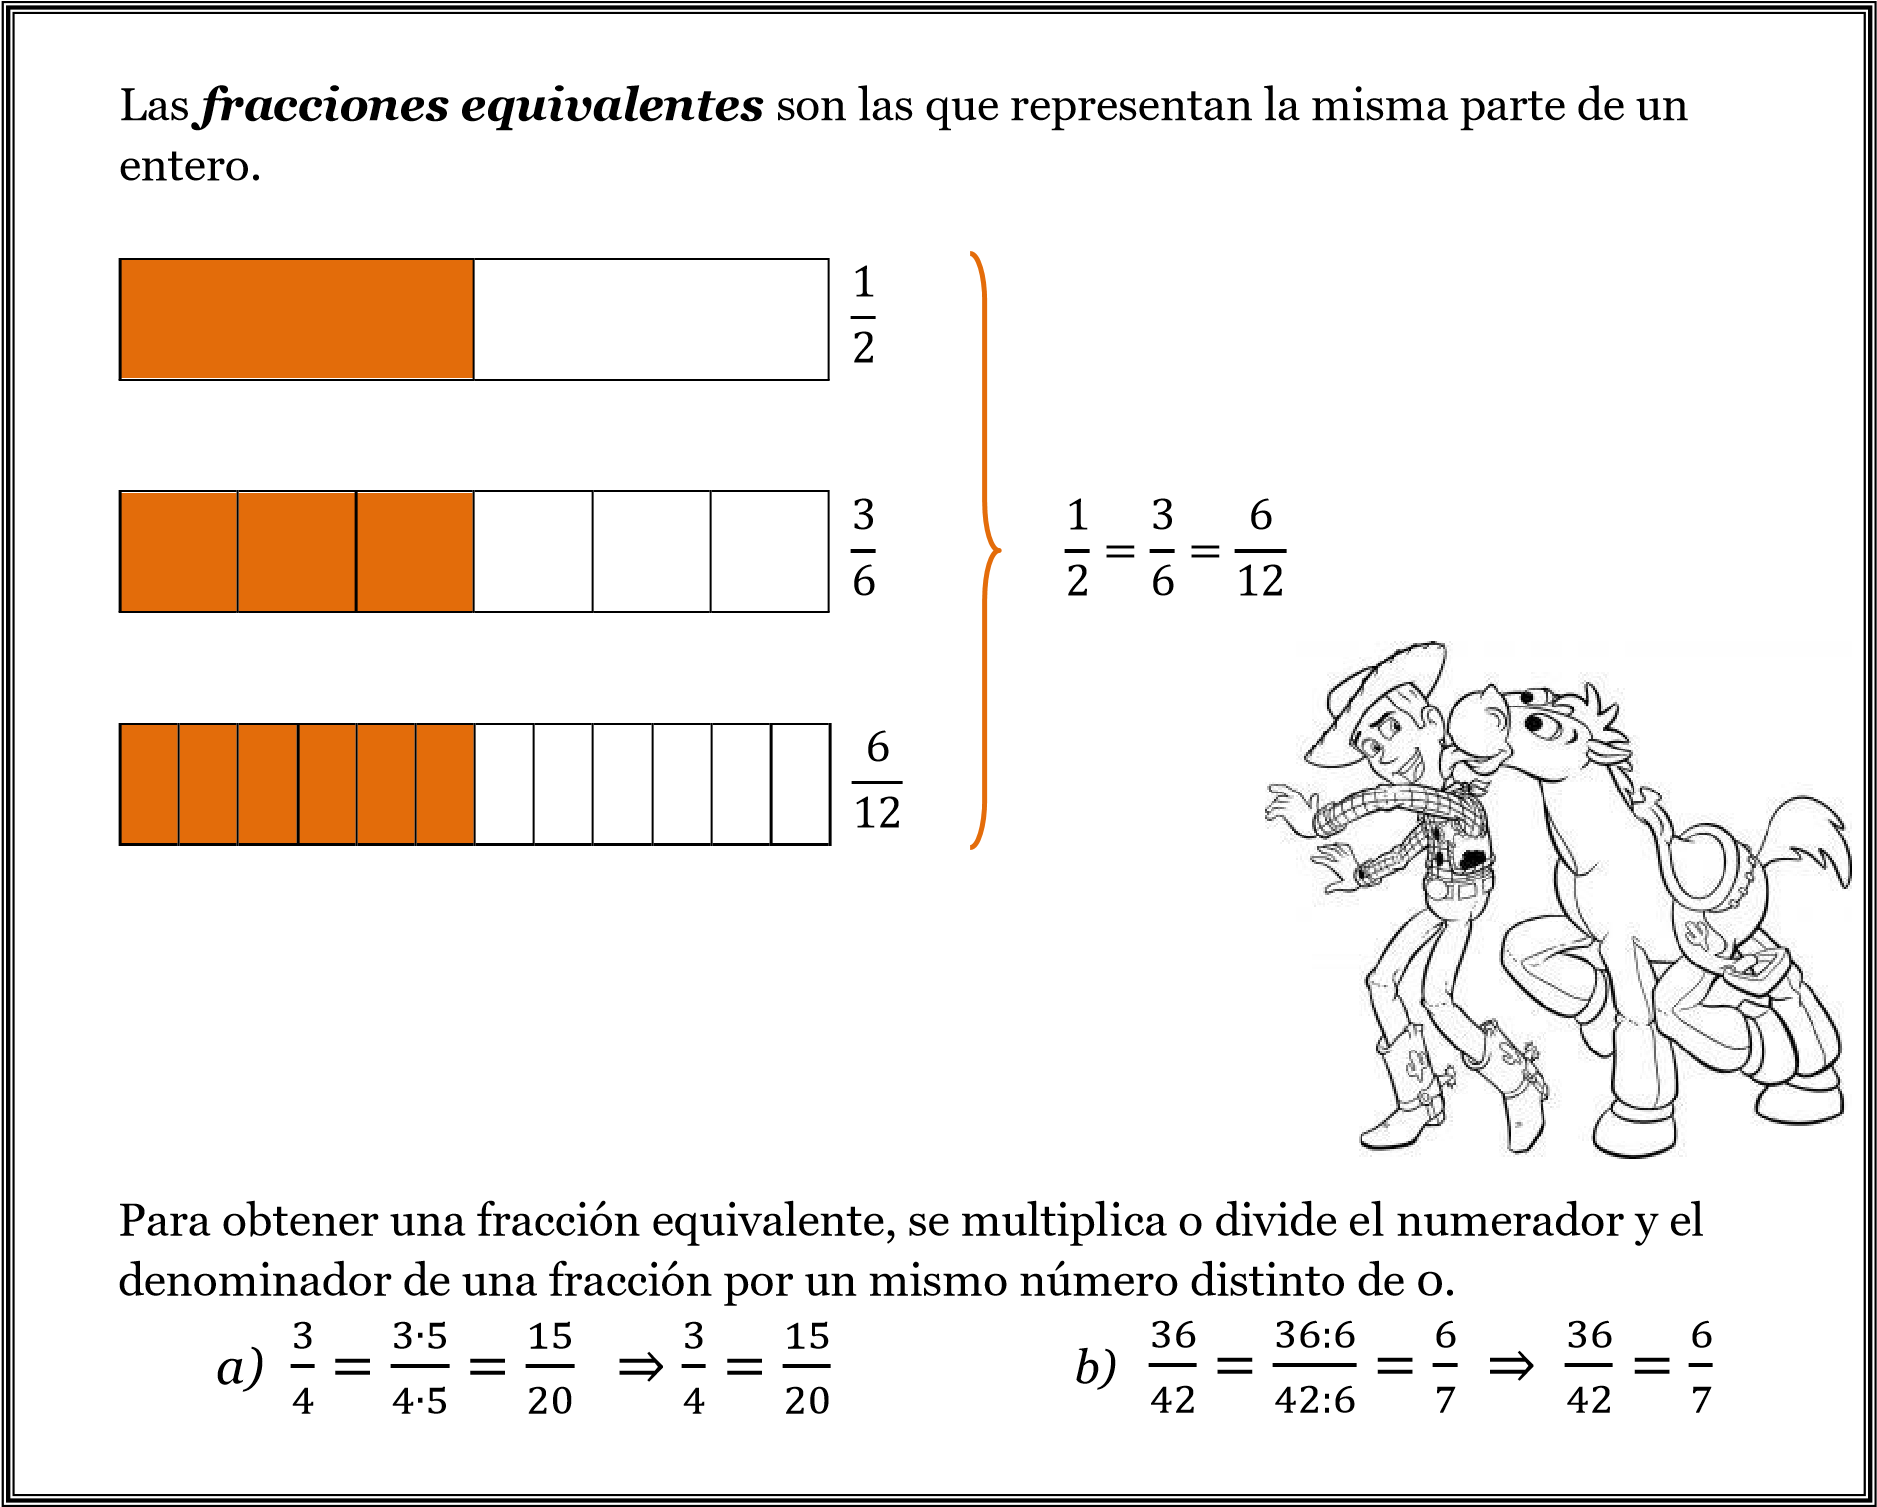 Las fracciones equivalentes son las que representan la misma parte de un
entero.
1/2
3/6
1/2 = 3/6 = 6/12
6/12
Para obtener una fracción equivalente, se multiplica o divide el numerador y el
denominador de una fracción por un mismo número distinto de 0.
a) 3/4 = 3·5/4·5 = 15/20 ⇒ 3/4 = 15/20
b) 36/42 = 36:6/42:6 = 6/7 ⇒ 36/42 = 6/7